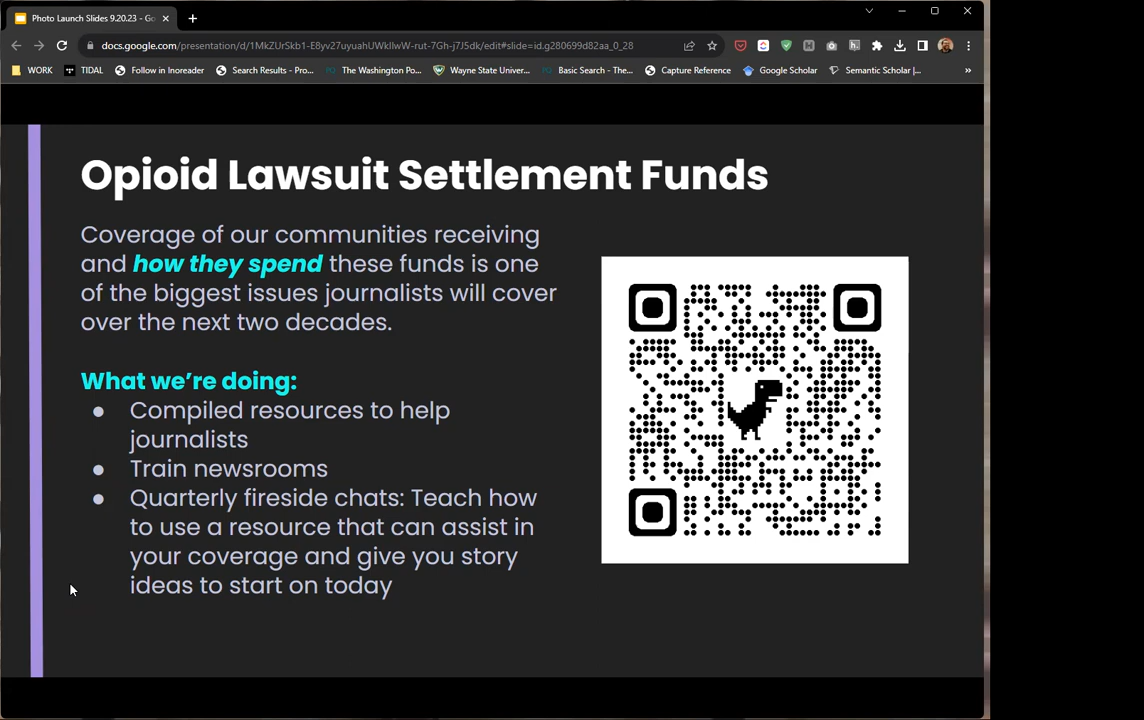 Photo Launch Slides 9.20.23 - Go
docs.google.com/presentation/d/1MkZUrSkb1-E8yv27uyuahUWkIlwW-rut-7Gh-j7J5dk/edit#slide=id.g280699d82aa_0_28
WORK TIDAL Follow in Inoreader Search Results - Pro... The Washington Po... Wayne State Univer... Basic Search - The... Capture Reference Google Scholar Semantic Scholar |... »
Opioid Lawsuit Settlement Funds
Coverage of our communities receiving
and how they spend these funds is one
of the biggest issues journalists will cover
over the next two decades.
What we’re doing:
● Compiled resources to help
journalists
● Train newsrooms
● Quarterly fireside chats: Teach how
to use a resource that can assist in
your coverage and give you story
ideas to start on today